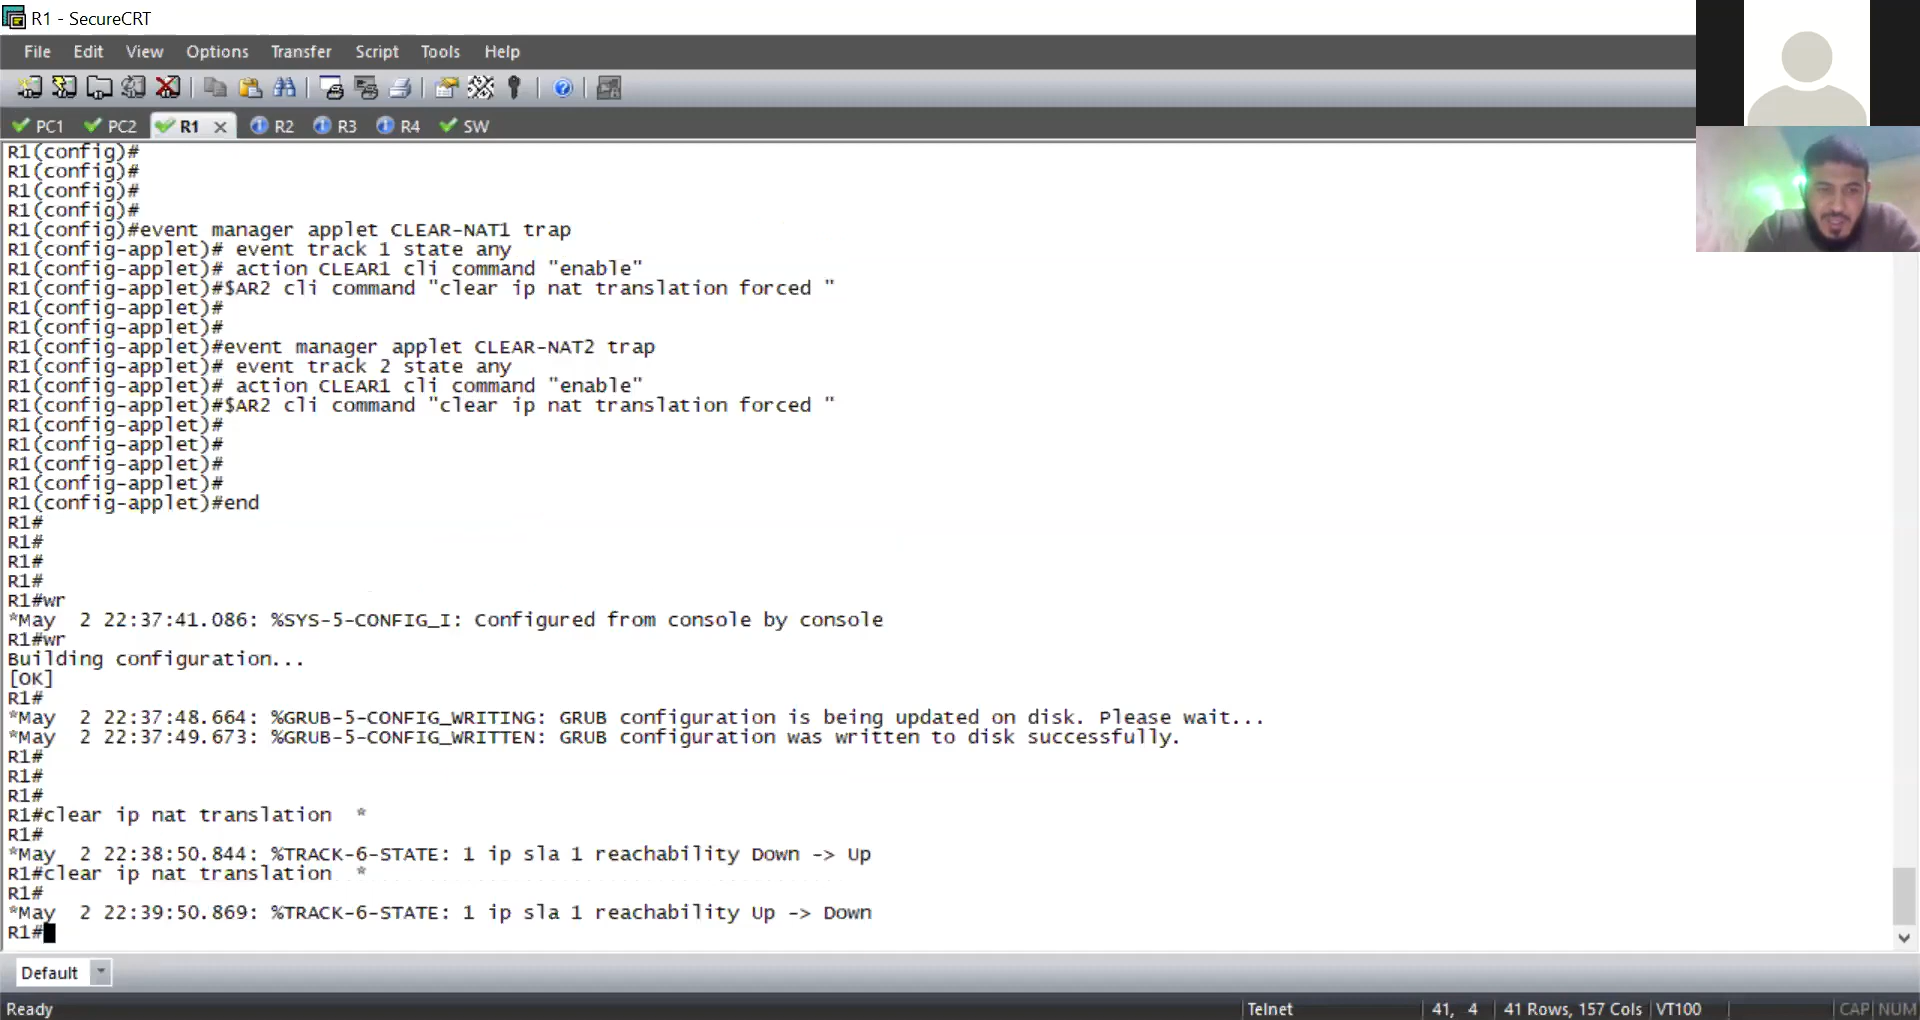 R1 - SecureCRT
File Edit View Options Transfer Script Tools Help
PC1 PC2 R1 R2 R3 R4 SW
R1(config)#
R1(config)#
R1(config)#
R1(config)#
R1(config)#event manager applet CLEAR-NAT1 trap
R1(config-applet)# event track 1 state any
R1(config-applet)# action CLEAR1 cli command "enable"
R1(config-applet)#$AR2 cli command "clear ip nat translation forced "
R1(config-applet)#
R1(config-applet)#
R1(config-applet)#event manager applet CLEAR-NAT2 trap
R1(config-applet)# event track 2 state any
R1(config-applet)# action CLEAR1 cli command "enable"
R1(config-applet)#$AR2 cli command "clear ip nat translation forced "
R1(config-applet)#
R1(config-applet)#
R1(config-applet)#
R1(config-applet)#
R1(config-applet)#end
R1#
R1#
R1#
R1#
R1#wr
*May  2 22:37:41.086: %SYS-5-CONFIG_I: Configured from console by console
R1#wr
Building configuration...
[OK]
R1#
*May  2 22:37:48.664: %GRUB-5-CONFIG_WRITING: GRUB configuration is being updated on disk. Please wait...
*May  2 22:37:49.673: %GRUB-5-CONFIG_WRITTEN: GRUB configuration was written to disk successfully.
R1#
R1#
R1#
R1#clear ip nat translation  *
R1#
*May  2 22:38:50.844: %TRACK-6-STATE: 1 ip sla 1 reachability Down -> Up
R1#clear ip nat translation  *
R1#
*May  2 22:39:50.869: %TRACK-6-STATE: 1 ip sla 1 reachability Up -> Down
R1#
Default
Ready Telnet 41, 4 41 Rows, 157 Cols VT100 CAP NUM